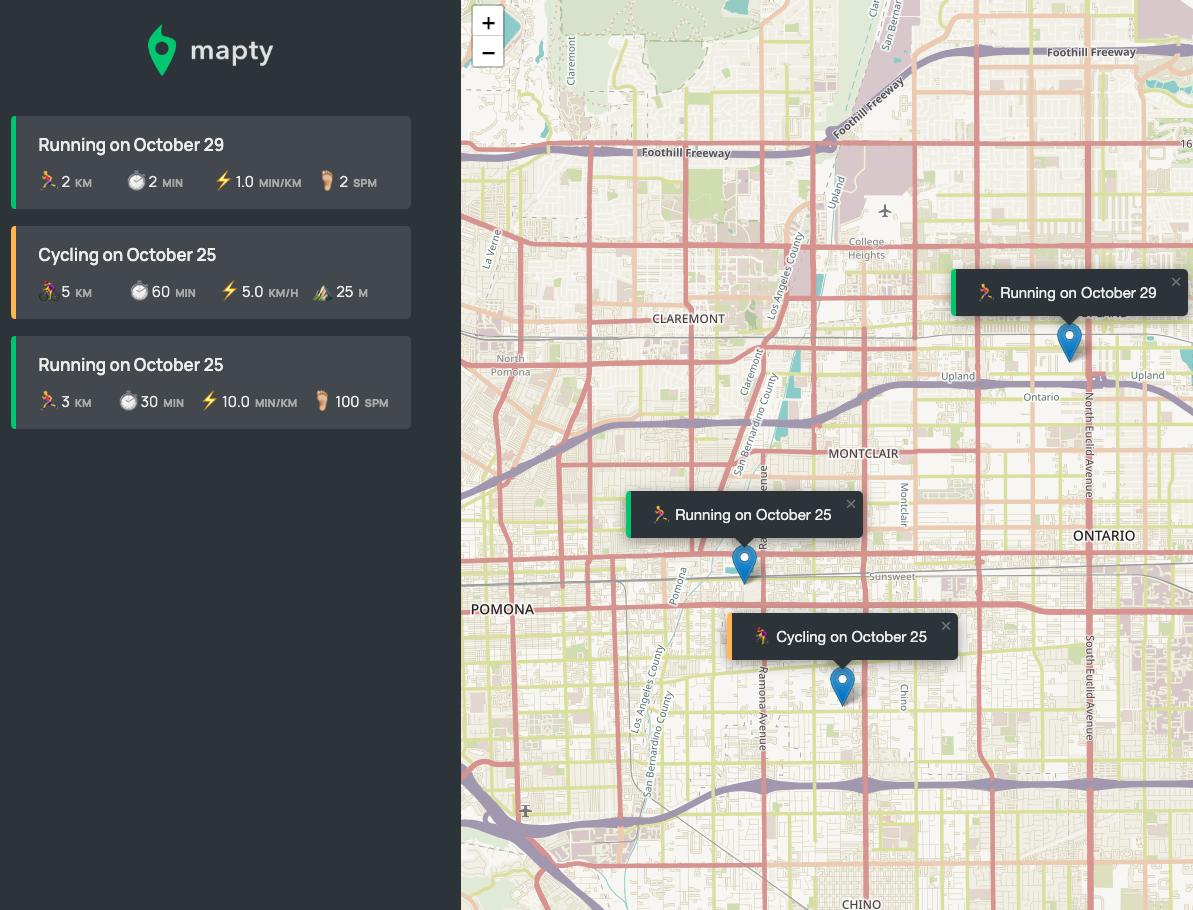 mapty
Running on October 29
2 KM 2 MIN 1.0 MIN/KM 2 SPM
Cycling on October 25
5 KM 60 MIN 5.0 KM/H 25 M
Running on October 25
3 KM 30 MIN 10.0 MIN/KM 100 SPM
+
−
Claremont
San Bernard
Foothill Freeway
Foothill Freeway
Foothill Freeway
16
Upland
La Verne
College
Heights
Los Angeles County
Running on October 29 ×
CLAREMONT
North
Pomona
Claremont
San Bernardino County
Upland
Upland
Ontario
North Euclid Avenue
MONTCLAIR
Montclair
Running on October 25 ×
ONTARIO
Sunsweet
Pomona
POMONA
Cycling on October 25 ×
Los Angeles County
San Bernardino County
Ramona Avenue
Chino
South Euclid Avenue
CHINO